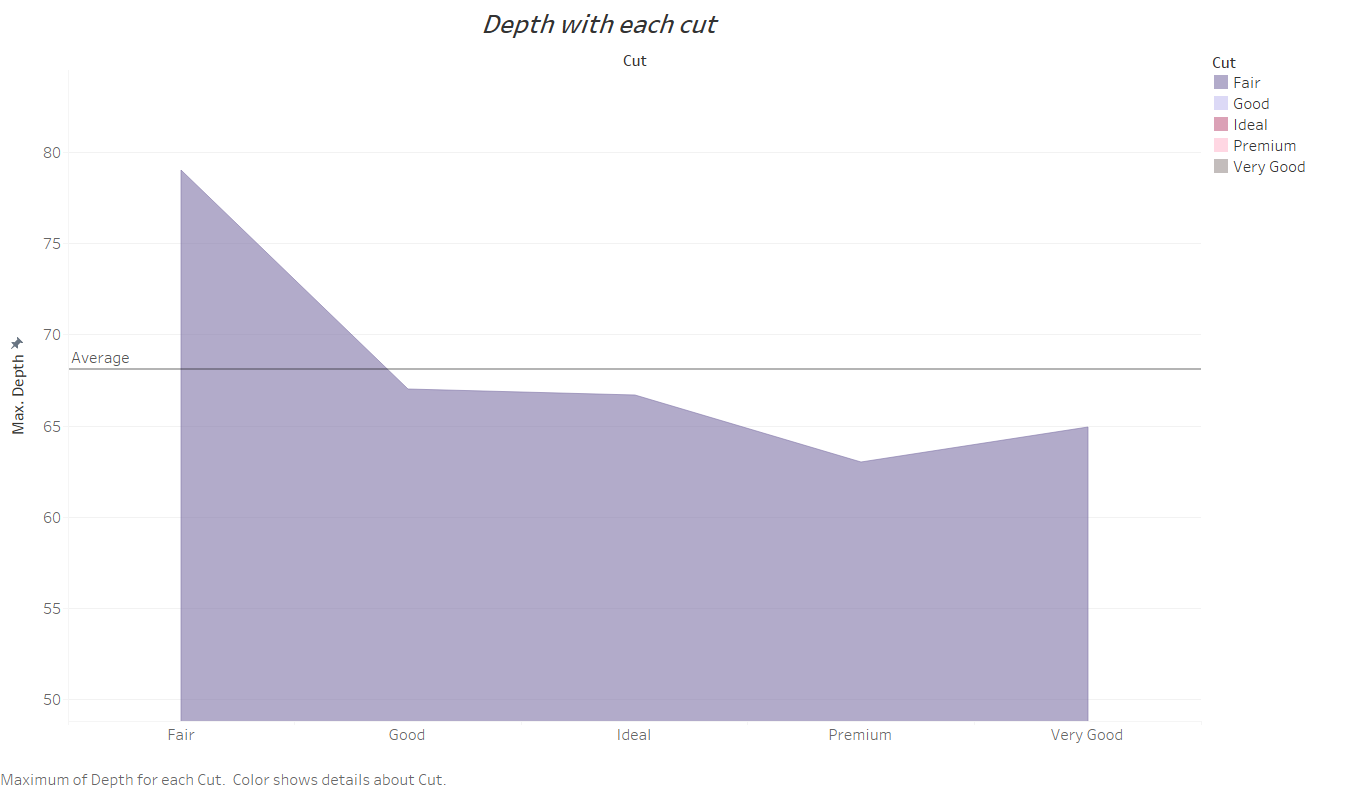 Depth with each cut
Cut
Cut
Fair
Good
Ideal
Premium
Very Good
80
75
70
65
60
55
50
Max. Depth
Average
Fair
Good
Ideal
Premium
Very Good
Maximum of Depth for each Cut.  Color shows details about Cut.